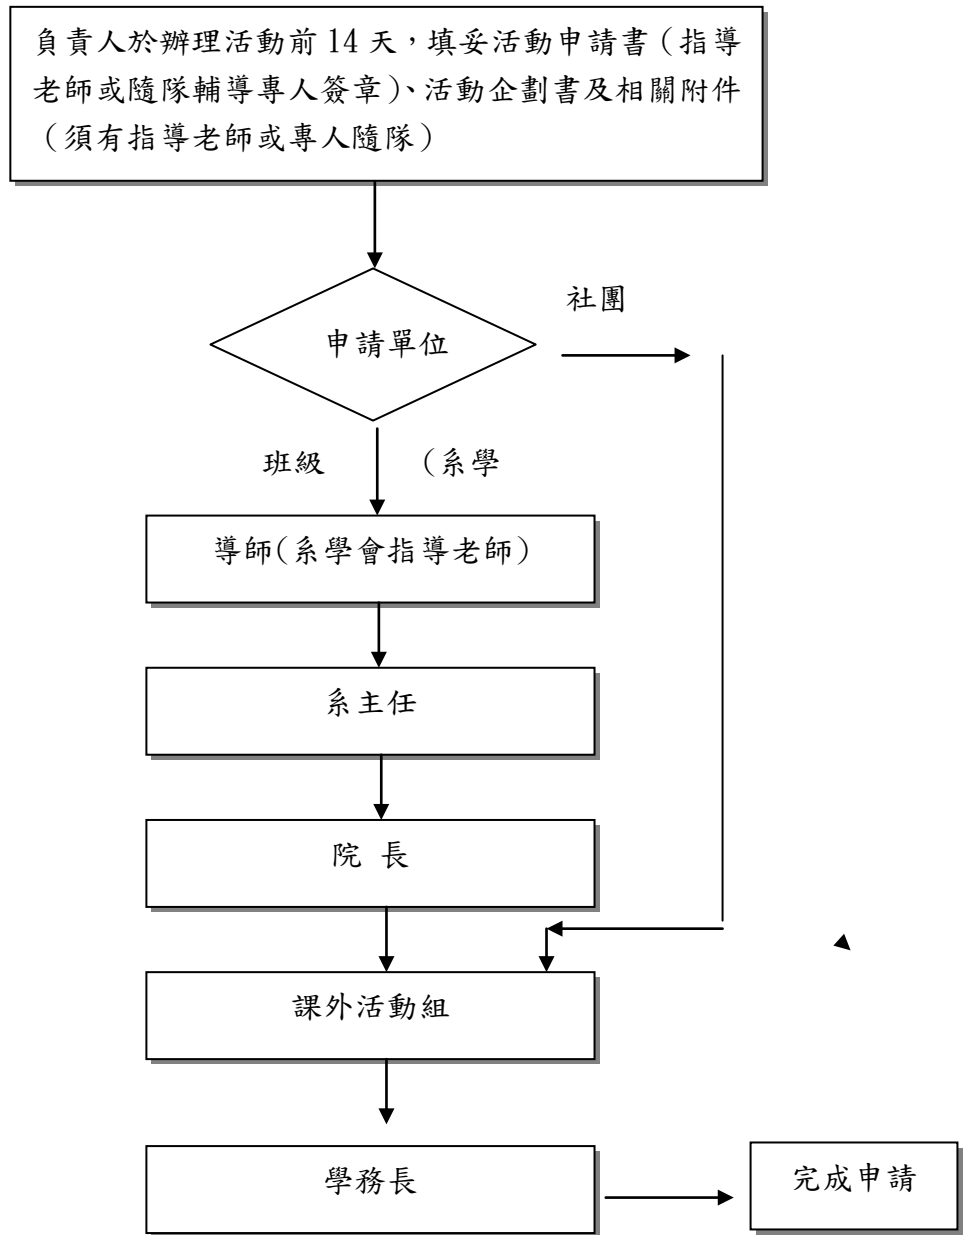 負責人於辦理活動前 14 天，填妥活動申請書（指導
老師或隨隊輔導專人簽章）、活動企劃書及相關附件
（須有指導老師或專人隨隊）
社團
申請單位
班級 （系學
導師(系學會指導老師）
系主任
院 長
課外活動組
學務長
完成申請